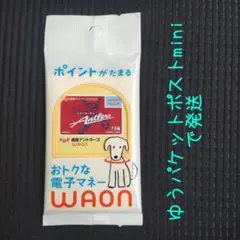 ポイントがたまる
Antlers
鹿島アントラーズ
WAON
おトクな
電子マネー
WAON
ゆうパケットポストmini
で発送